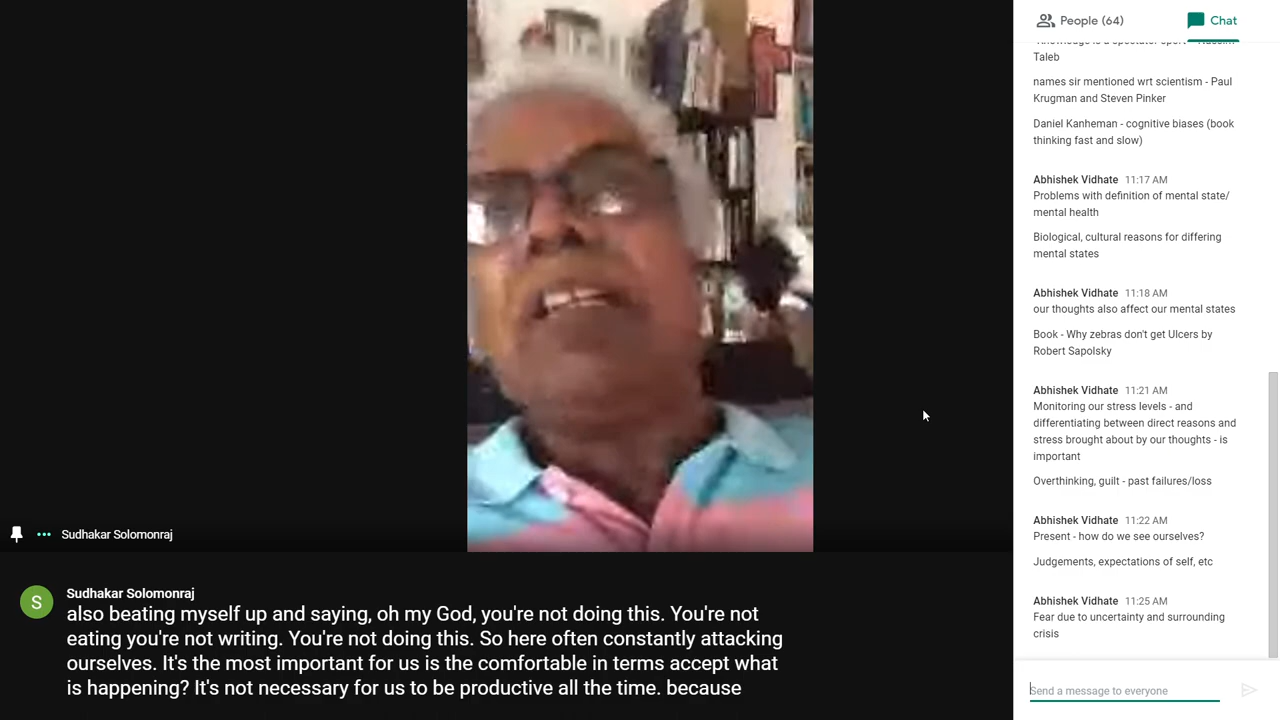 People (64)
Chat
Taleb
names sir mentioned wrt scientism - Paul
Krugman and Steven Pinker
Daniel Kanheman - cognitive biases (book
thinking fast and slow)
Abhishek Vidhate 11:17 AM
Problems with definition of mental state/
mental health
Biological, cultural reasons for differing
mental states
Abhishek Vidhate 11:18 AM
our thoughts also affect our mental states
Book - Why zebras don't get Ulcers by
Robert Sapolsky
Abhishek Vidhate 11:21 AM
Monitoring our stress levels - and
differentiating between direct reasons and
stress brought about by our thoughts - is
important
Overthinking, guilt - past failures/loss
Abhishek Vidhate 11:22 AM
Present - how do we see ourselves?
Judgements, expectations of self, etc
Abhishek Vidhate 11:25 AM
Fear due to uncertainty and surrounding
crisis
Send a message to everyone
Sudhakar Solomonraj
S
Sudhakar Solomonraj
also beating myself up and saying, oh my God, you're not doing this. You're not
eating you're not writing. You're not doing this. So here often constantly attacking
ourselves. It's the most important for us is the comfortable in terms accept what
is happening? It's not necessary for us to be productive all the time. because